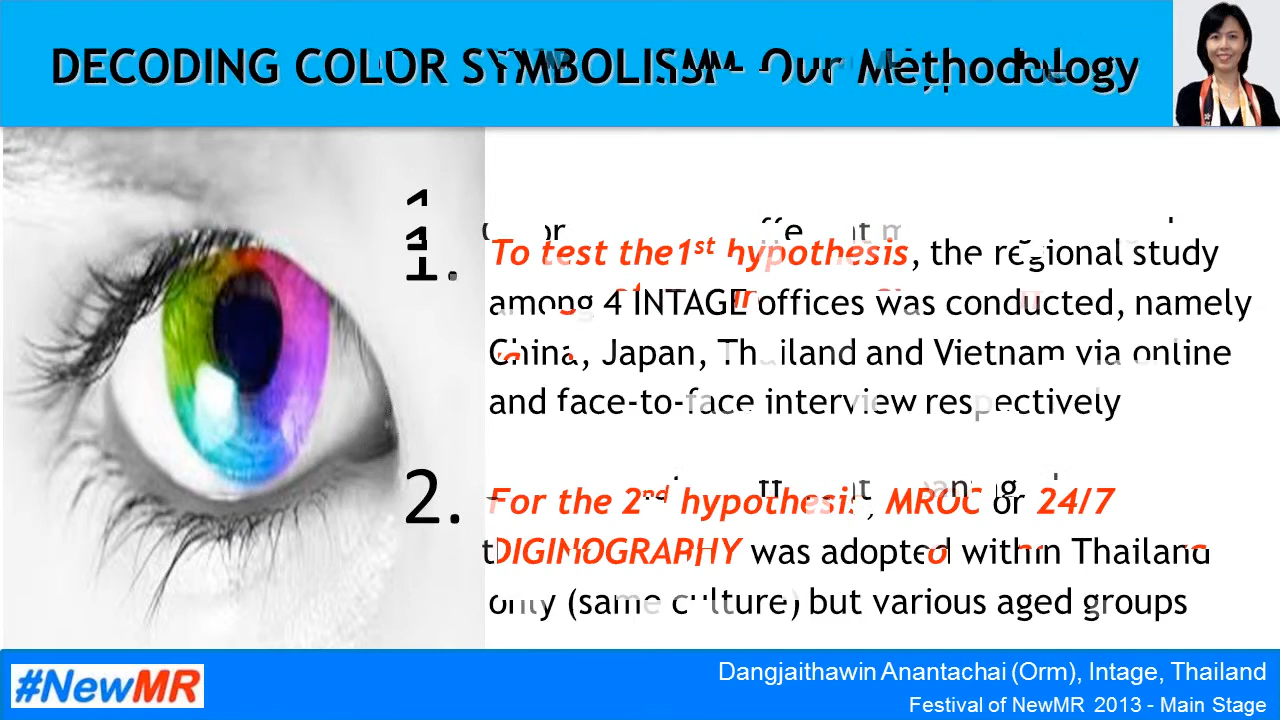 DECODING COLOR SYMBOLISM - Our Methodology
1.
To test the1st hypothesis, the regional study
among 4 INTAGE offices was conducted, namely
China, Japan, Thailand and Vietnam via online
and face-to-face interview respectively
2.
For the 2nd hypothesis, MROC or 24/7
DIGINOGRAPHY was adopted within Thailand
only (same culture) but various aged groups
#NewMR
Dangjaithawin Anantachai (Orm), Intage, Thailand
Festival of NewMR 2013 - Main Stage